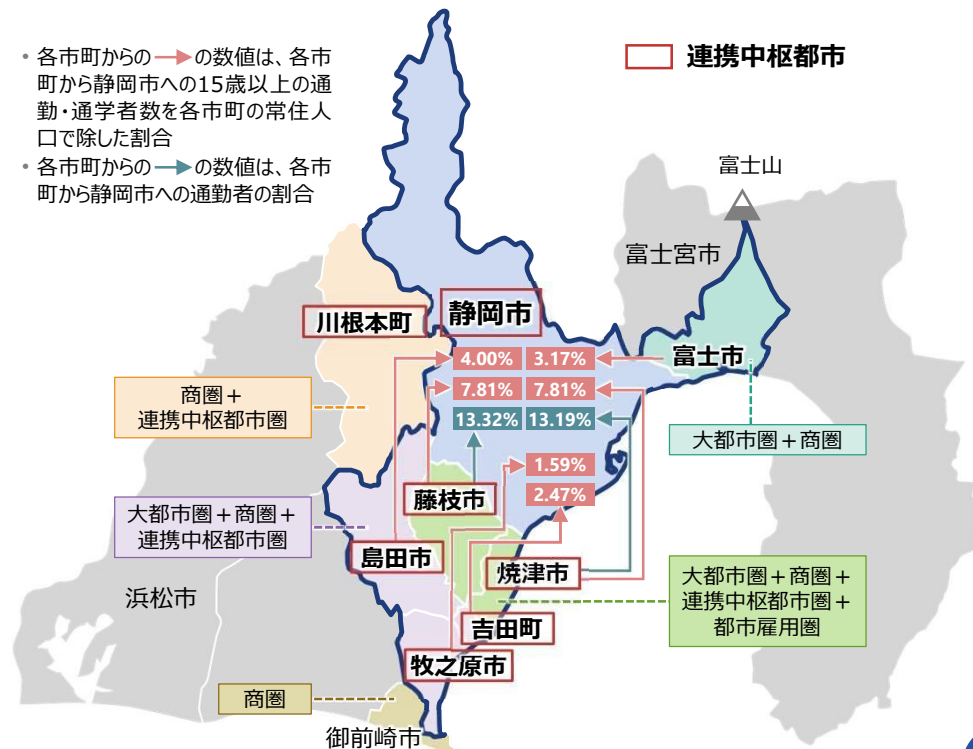 • 各市町からの→の数値は、各市
町から静岡市への15歳以上の通
勤・通学者数を各市町の常住人
口で除した割合
• 各市町からの→の数値は、各市
町から静岡市への通勤者の割合
連携中枢都市
富士山
富士宮市
静岡市
川根本町
富士市
4.00%
3.17%
7.81%
7.81%
13.32%
13.19%
1.59%
2.47%
商圏+
連携中枢都市圏
大都市圏+商圏
藤枝市
大都市圏+商圏+
連携中枢都市圏
島田市
焼津市
大都市圏+商圏+
連携中枢都市圏+
都市雇用圏
浜松市
吉田町
牧之原市
商圏
御前崎市